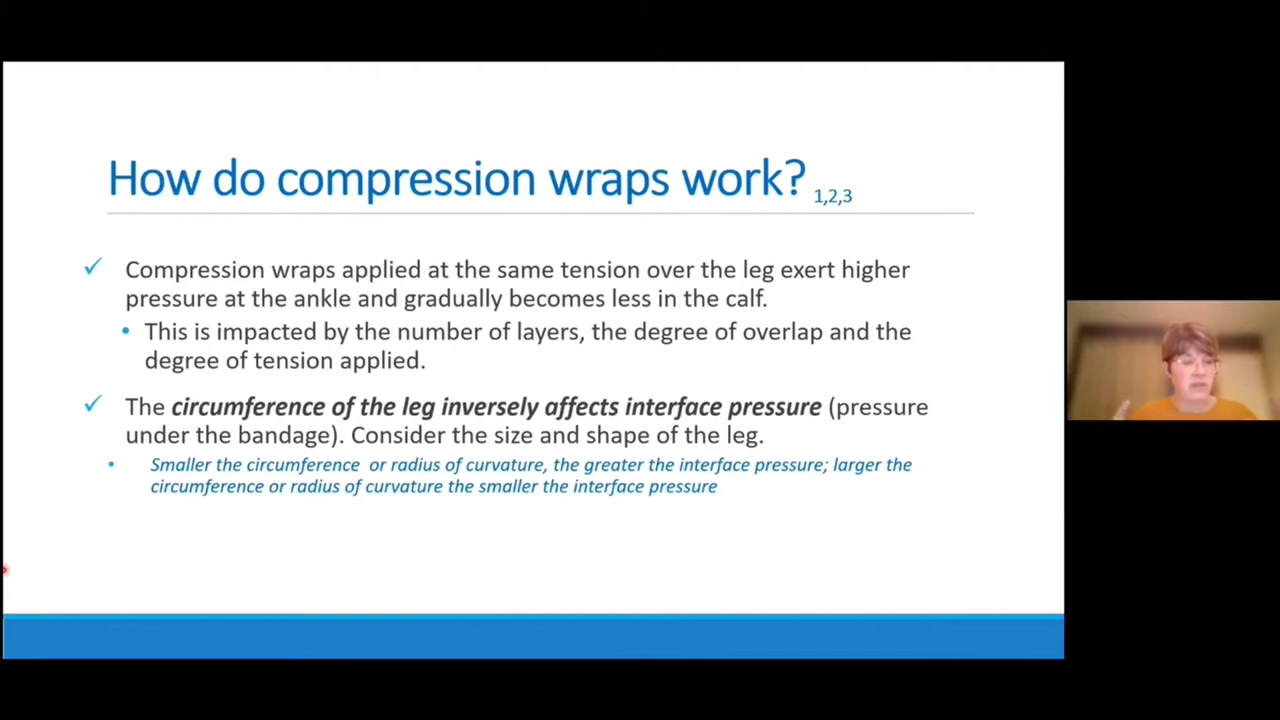 How do compression wraps work? 1,2,3
✓ Compression wraps applied at the same tension over the leg exert higher
pressure at the ankle and gradually becomes less in the calf.
• This is impacted by the number of layers, the degree of overlap and the
degree of tension applied.
✓ The circumference of the leg inversely affects interface pressure (pressure
under the bandage). Consider the size and shape of the leg.
• Smaller the circumference or radius of curvature, the greater the interface pressure; larger the
circumference or radius of curvature the smaller the interface pressure